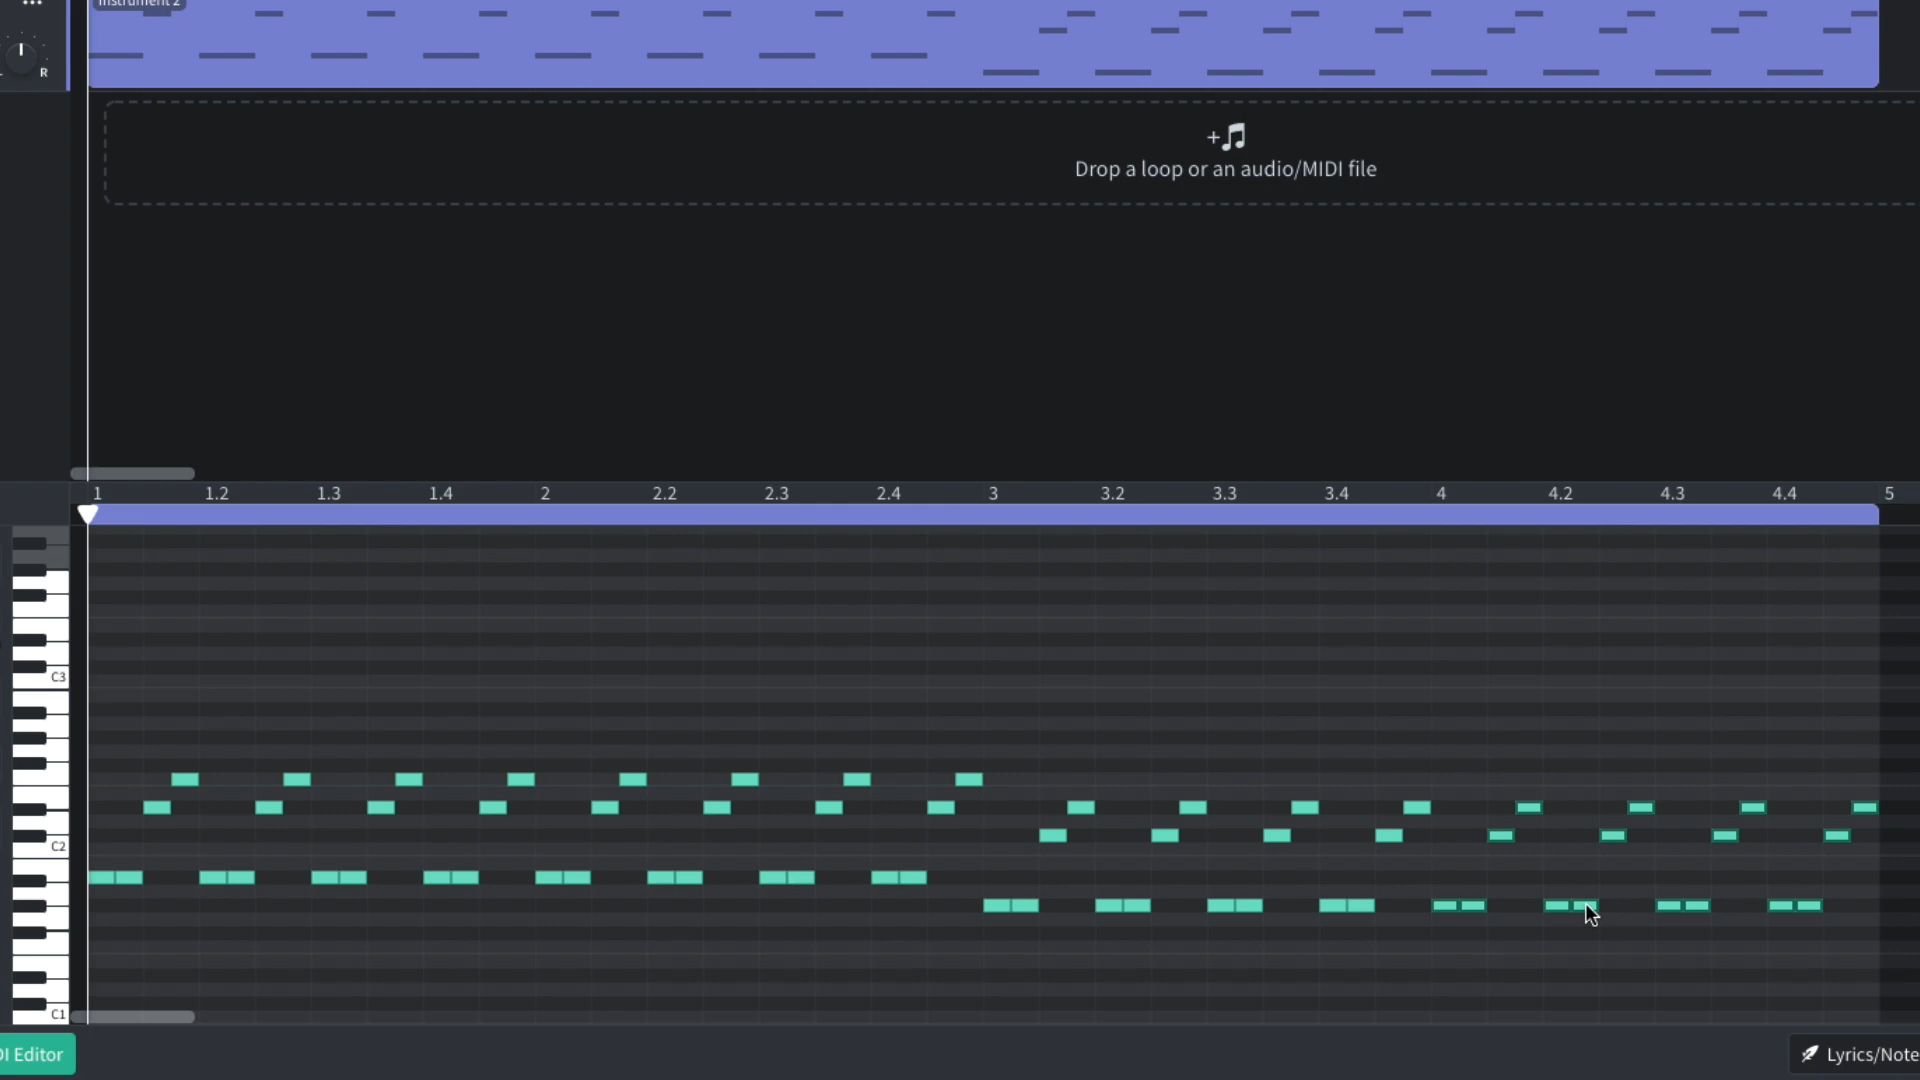 Instrument 2
R
+
Drop a loop or an audio/MIDI file
1 1.2 1.3 1.4 2 2.2 2.3 2.4 3 3.2 3.3 3.4 4 4.2 4.3 4.4 5
C3
C2
C1
DI Editor
Lyrics/Note